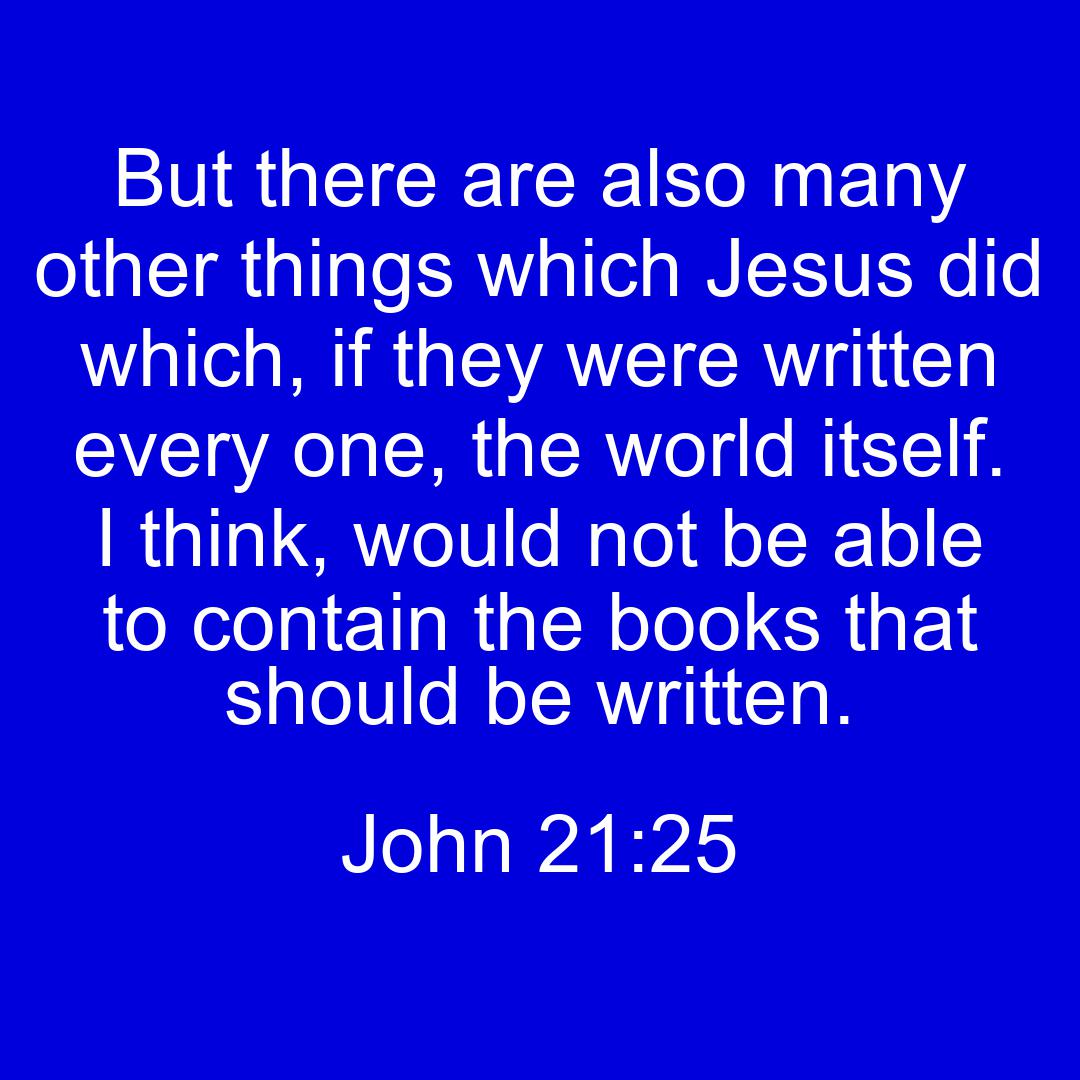 But there are also many
other things which Jesus did
which, if they were written
every one, the world itself.
I think, would not be able
to contain the books that
should be written.
John 21:25